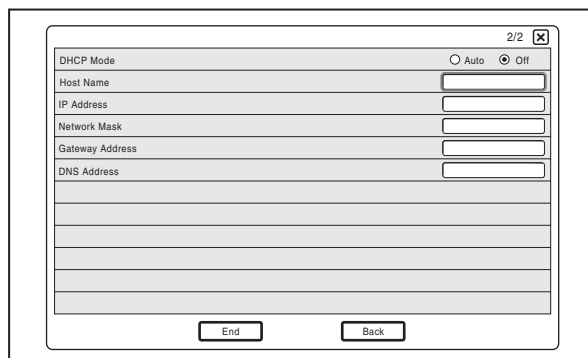 2/2
DHCP Mode Auto Off
Host Name
IP Address
Network Mask
Gateway Address
DNS Address
End Back